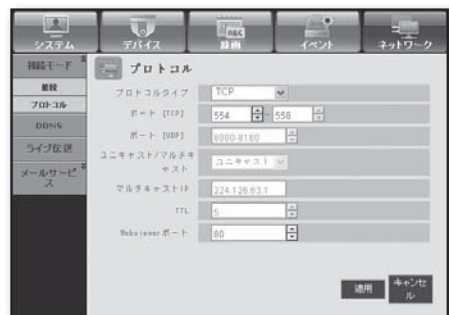 システム
デバイス
REC
録画
イベント
ネットワーク
接続モード
接続
プロトコル
DDNS
ライブ伝送
メールサービス
プロトコル
プロトコルタイプ TCP
ポート [TCP] 554 - 558
ポート [UDP] 8000-8160
ユニキャスト/マルチキャスト ユニキャスト
マルチキャストIP 224.126.63.1
TTL 5
Webviewerポート 80
適用
キャンセル